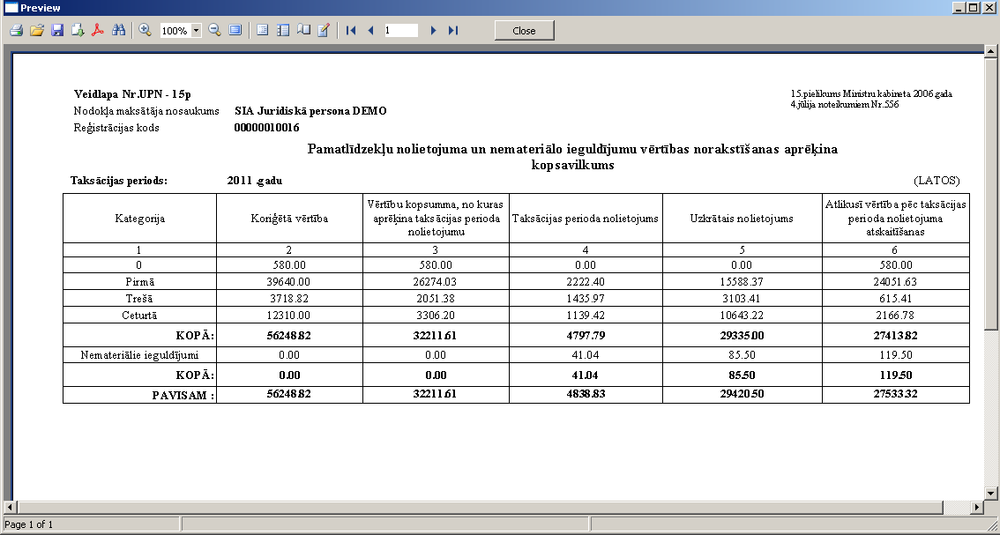 Preview
100%
1
Close
Veidlapa Nr.UPN - 15p
15.pielikums Ministru kabineta 2006.gada
4.jūlija noteikumiem Nr.556
Nodokļa maksātāja nosaukums SIA Juridiskā persona DEMO
Reģistrācijas kods 00000010016
Pamatlīdzekļu nolietojuma un nemateriālo ieguldījumu vērtības norakstīšanas aprēķina
kopsavilkums
Taksācijas periods: 2011 .gadu (LATOS)
Kategorija
Koriģētā vērtība
Vērtību kopsumma, no kuras
aprēķina taksācijas perioda
nolietojumu
Taksācijas perioda nolietojums
Uzkrātais nolietojums
Atlikusī vērtība pēc taksācijas
perioda nolietojuma
atskaitīšanas
1 2 3 4 5 6
0 580.00 580.00 0.00 0.00 580.00
Pirmā 39640.00 26274.03 2222.40 15588.37 24051.63
Trešā 3718.82 2051.38 1435.97 3103.41 615.41
Ceturtā 12310.00 3306.20 1139.42 10643.22 2166.78
KOPĀ: 56248.82 32211.61 4797.79 29335.00 27413.82
Nemateriālie ieguldījumi 0.00 0.00 41.04 85.50 119.50
KOPĀ: 0.00 0.00 41.04 85.50 119.50
PAVISAM : 56248.82 32211.61 4838.83 29420.50 27533.32
Page 1 of 1